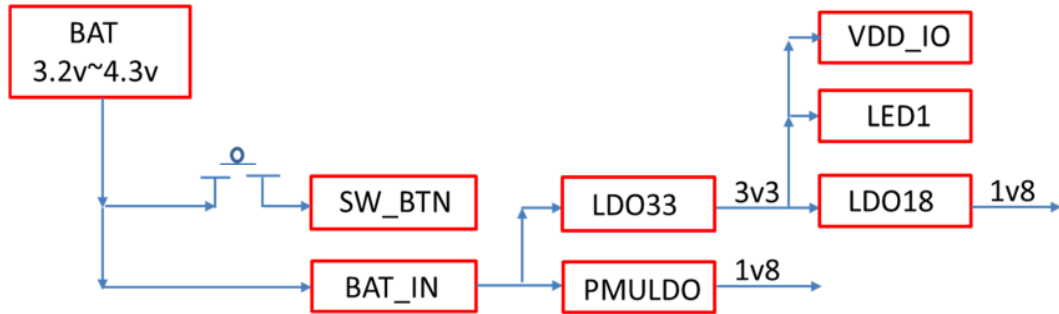 BAT
3.2v~4.3v
VDD_IO
LED1
SW_BTN
LDO33
3v3
LDO18
1v8
BAT_IN
PMULDO
1v8